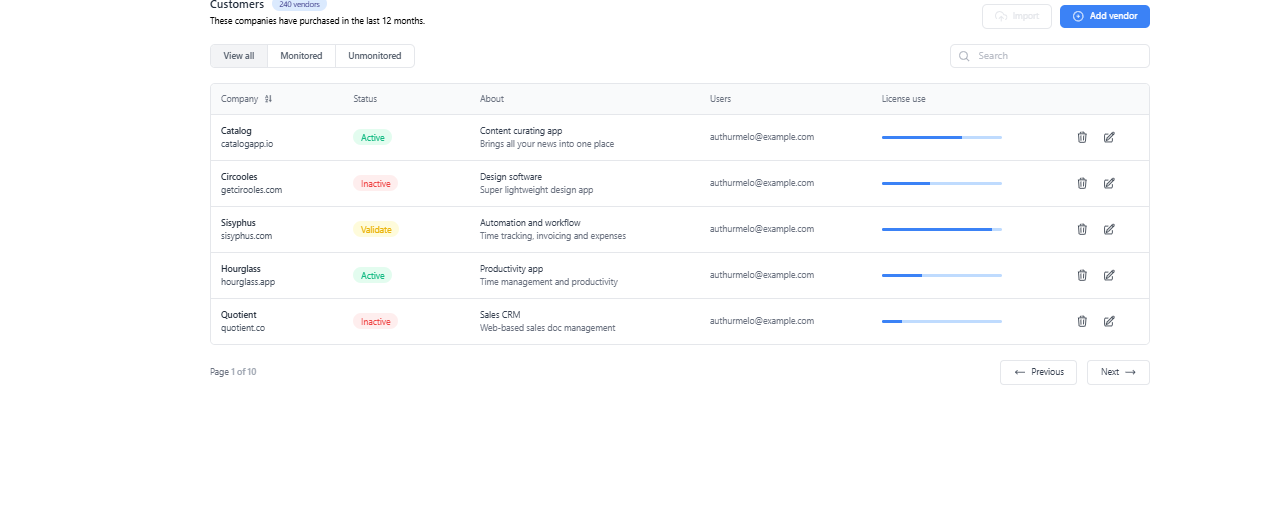 Customers 240 vendors
These companies have purchased in the last 12 months.
Import
Add vendor
View all Monitored Unmonitored
Search
Company Status About Users License use
Catalog
catalogapp.io
Active
Content curating app
Brings all your news into one place
authurmelo@example.com
Circooles
getcirooles.com
Inactive
Design software
Super lightweight design app
authurmelo@example.com
Sisyphus
sisyphus.com
Validate
Automation and workflow
Time tracking, invoicing and expenses
authurmelo@example.com
Hourglass
hourglass.app
Active
Productivity app
Time management and productivity
authurmelo@example.com
Quotient
quotient.co
Inactive
Sales CRM
Web-based sales doc management
authurmelo@example.com
Page 1 of 10
Previous
Next